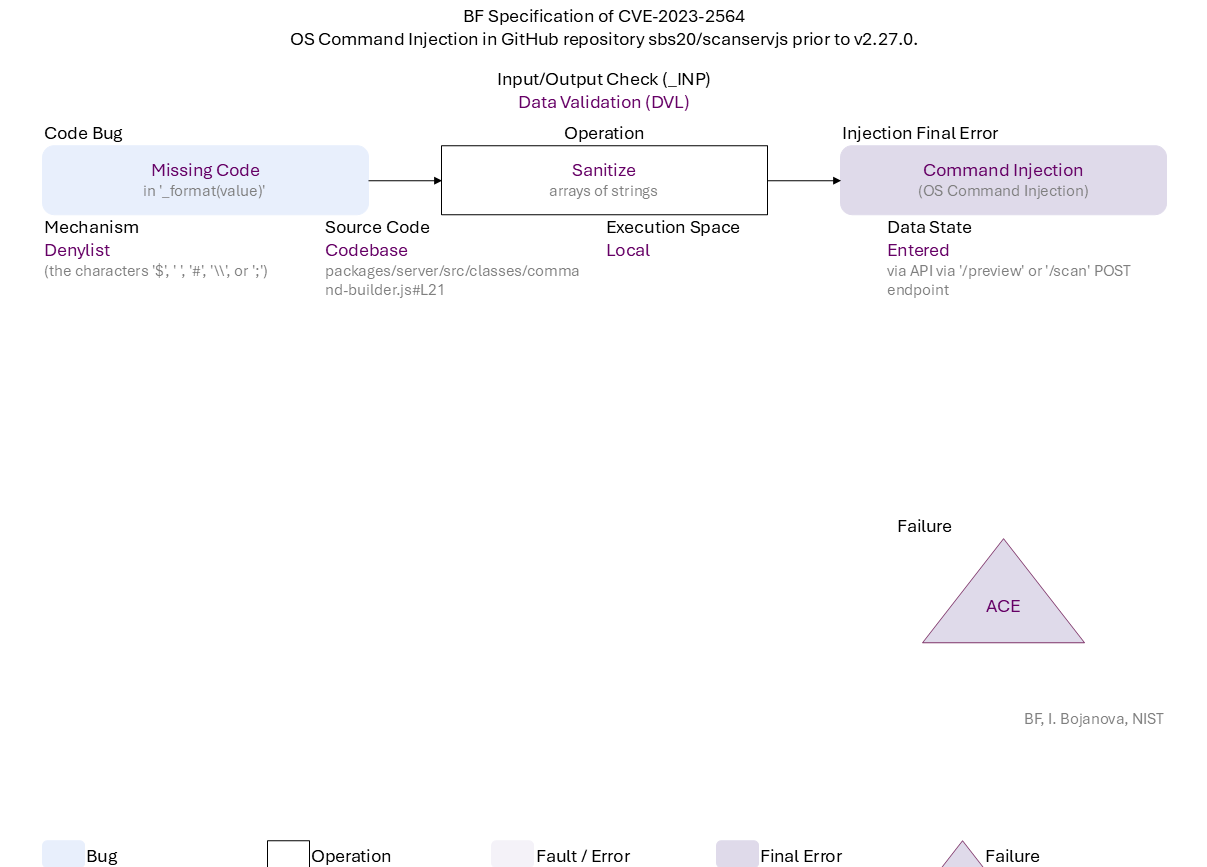 BF Specification of CVE-2023-2564
OS Command Injection in GitHub repository sbs20/scanservjs prior to v2.27.0.
Input/Output Check (_INP)
Data Validation (DVL)
Code Bug
Operation
Injection Final Error
Missing Code
in '_format(value)'
Sanitize
arrays of strings
Command Injection
(OS Command Injection)
Mechanism
Denylist
(the characters '$', ' ', '#', '\\', or ';')
Source Code
Codebase
packages/server/src/classes/comma
nd-builder.js#L21
Execution Space
Local
Data State
Entered
via API via '/preview' or '/scan' POST
endpoint
Failure
ACE
BF, I. Bojanova, NIST
Bug
Operation
Fault / Error
Final Error
Failure